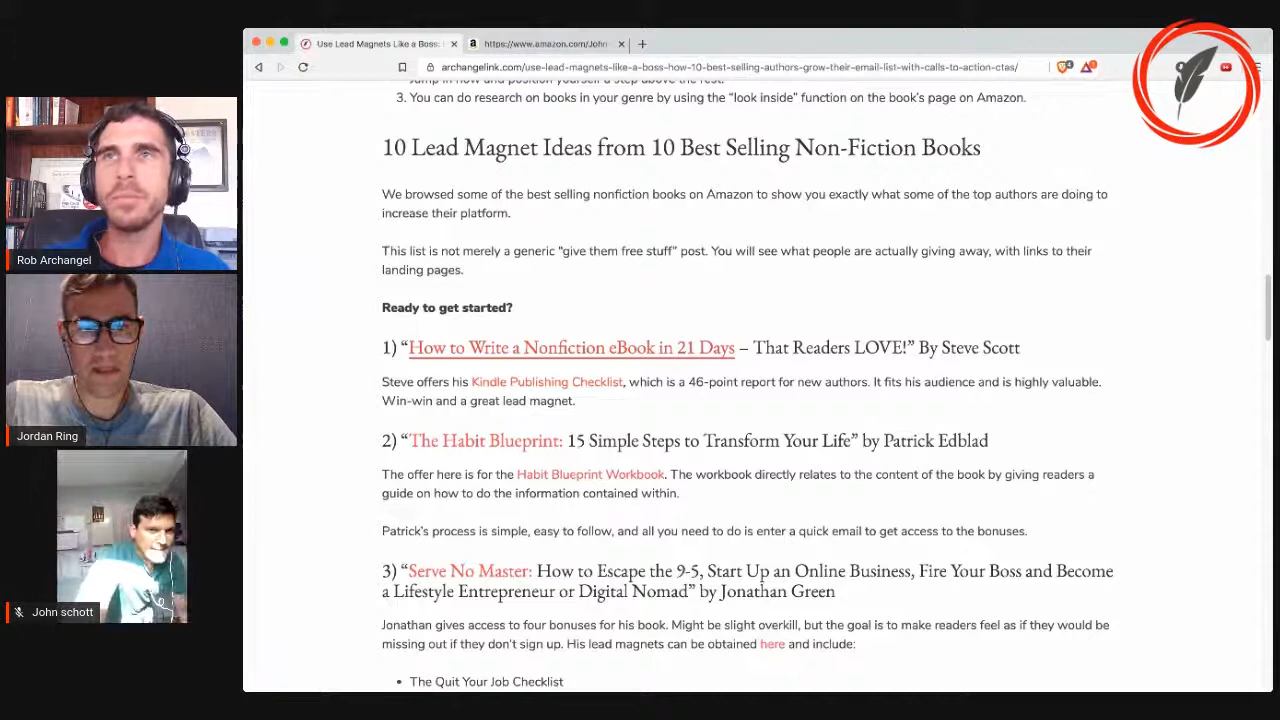 Use Lead Magnets Like a Boss:
https://www.amazon.com/John
archangelink.com/use-lead-magnets-like-a-boss-how-10-best-selling-authors-grow-their-email-list-with-calls-to-action-ctas/
Jump in now and position yourself a step above the rest.
3. You can do research on books in your genre by using the “look inside” function on the book’s page on Amazon.
10 Lead Magnet Ideas from 10 Best Selling Non-Fiction Books
We browsed some of the best selling nonfiction books on Amazon to show you exactly what some of the top authors are doing to
increase their platform.
This list is not merely a generic “give them free stuff” post. You will see what people are actually giving away, with links to their
landing pages.
Ready to get started?
1) “How to Write a Nonfiction eBook in 21 Days – That Readers LOVE!” By Steve Scott
Steve offers his Kindle Publishing Checklist, which is a 46-point report for new authors. It fits his audience and is highly valuable.
Win-win and a great lead magnet.
2) “The Habit Blueprint: 15 Simple Steps to Transform Your Life” by Patrick Edblad
The offer here is for the Habit Blueprint Workbook. The workbook directly relates to the content of the book by giving readers a
guide on how to do the information contained within.
Patrick’s process is simple, easy to follow, and all you need to do is enter a quick email to get access to the bonuses.
3) “Serve No Master: How to Escape the 9-5, Start Up an Online Business, Fire Your Boss and Become
a Lifestyle Entrepreneur or Digital Nomad” by Jonathan Green
Jonathan gives access to four bonuses for his book. Might be slight overkill, but the goal is to make readers feel as if they would be
missing out if they don’t sign up. His lead magnets can be obtained here and include:
• The Quit Your Job Checklist
Rob Archangel
Jordan Ring
John schott